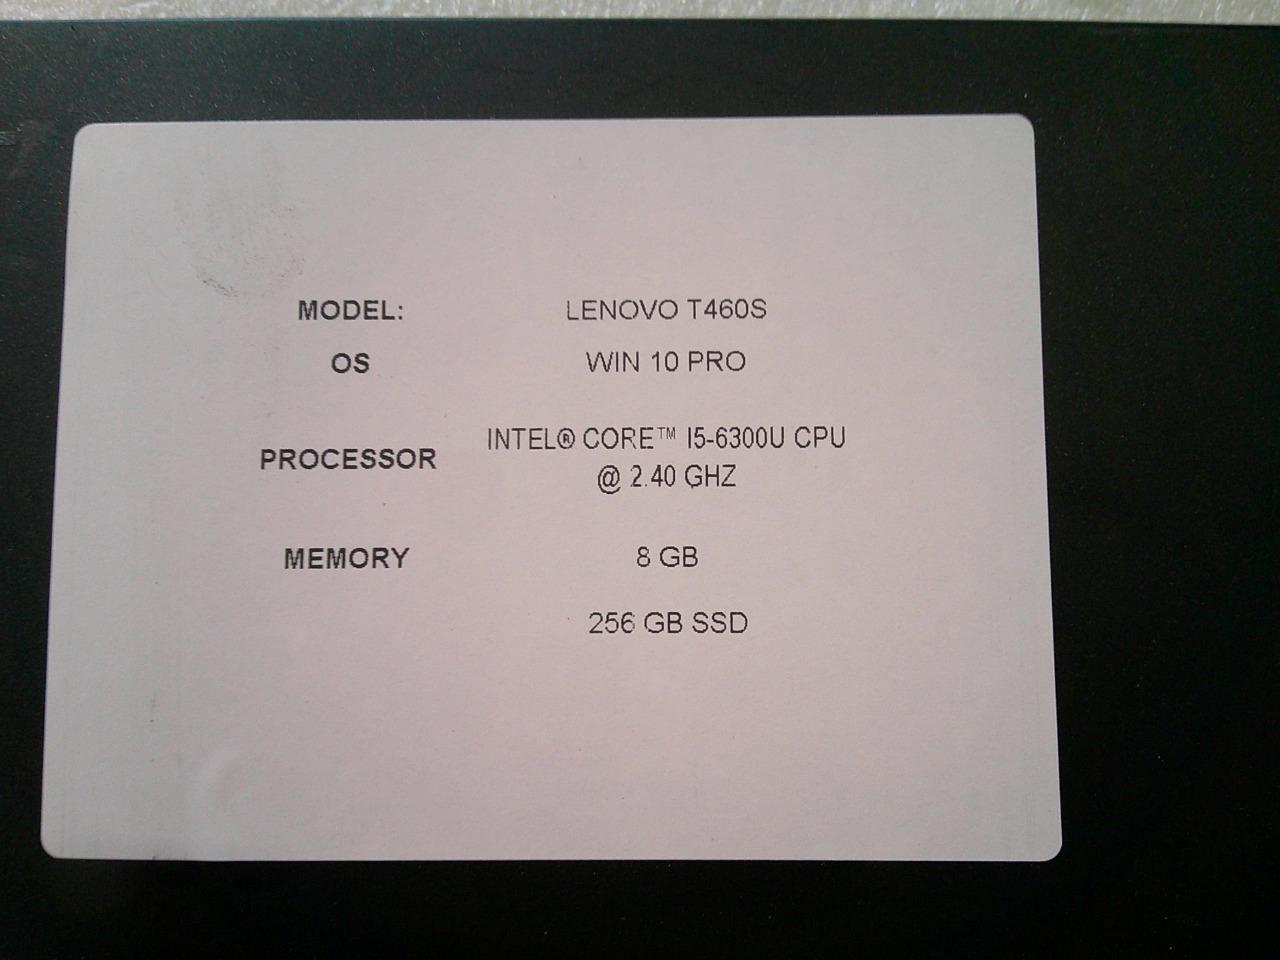 MODEL: LENOVO T460S
OS WIN 10 PRO
PROCESSOR INTEL® CORE™ I5-6300U CPU
@ 2.40 GHZ
MEMORY 8 GB
256 GB SSD